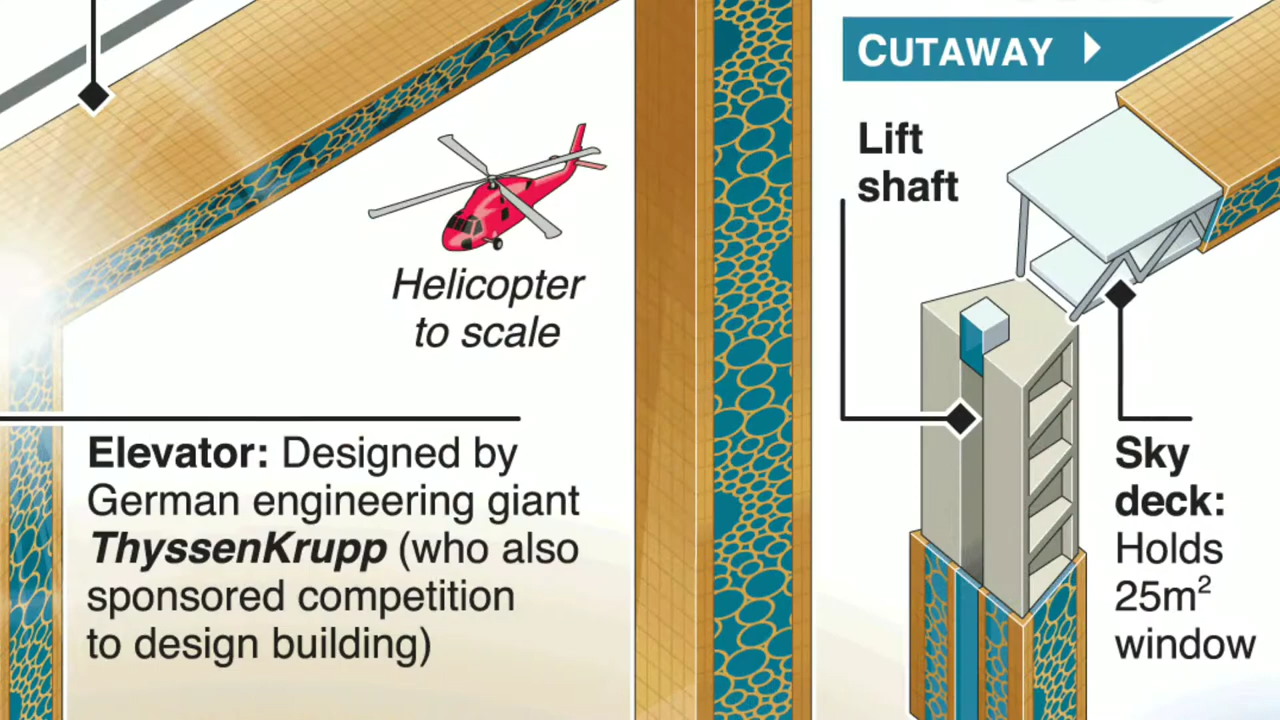 CUTAWAY
Lift
shaft
Helicopter
to scale
Elevator: Designed by
German engineering giant
ThyssenKrupp (who also
sponsored competition
to design building)
Sky
deck:
Holds
25m²
window